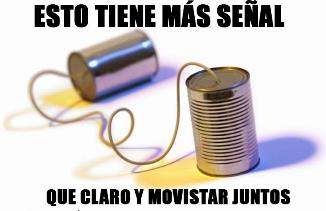 ESTO TIENE MÁS SEÑAL
QUE CLARO Y MOVISTAR JUNTOS